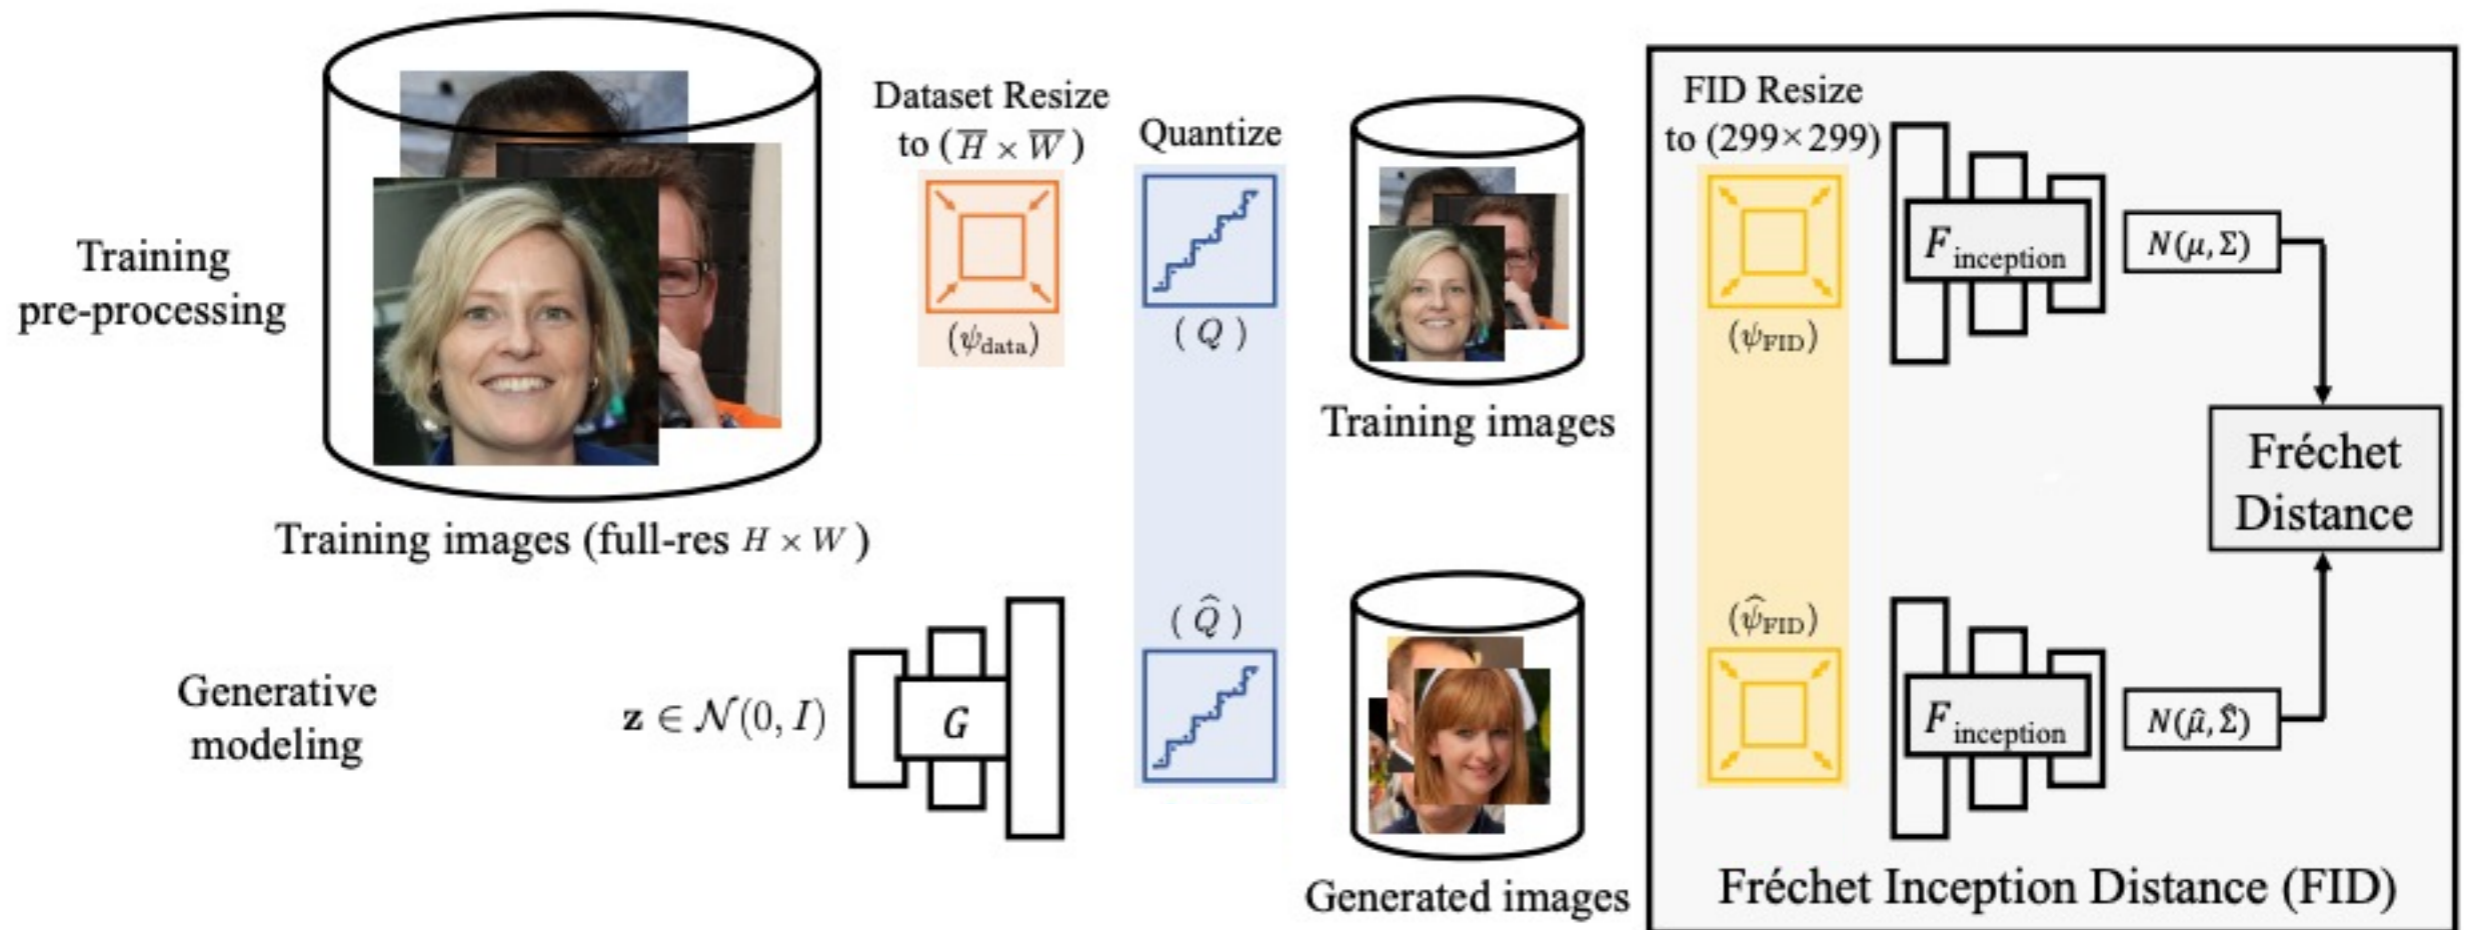 Training
pre-processing
Training images (full-res H × W )
Dataset Resize
to ( H̅ × W̅ )
(ψdata)
Quantize
( Q )
Training images
FID Resize
to (299×299)
(ψFID)
Finception
N(μ, Σ)
Fréchet
Distance
Generative
modeling
z ∈ 𝒩(0, I)
G
( Q̂ )
Generated images
(ψ̂FID)
Finception
N(μ̂, Σ̂)
Fréchet Inception Distance (FID)